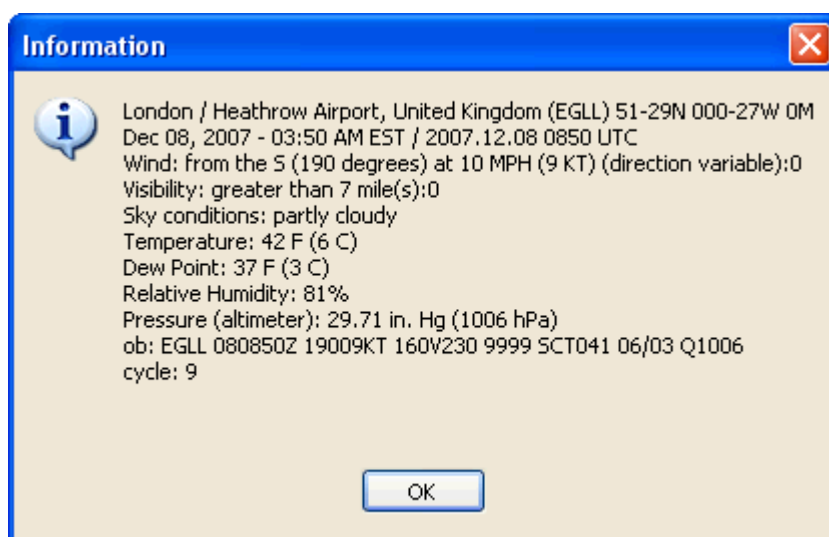 Information
London / Heathrow Airport, United Kingdom (EGLL) 51-29N 000-27W 0M
Dec 08, 2007 - 03:50 AM EST / 2007.12.08 0850 UTC
Wind: from the S (190 degrees) at 10 MPH (9 KT) (direction variable):0
Visibility: greater than 7 mile(s):0
Sky conditions: partly cloudy
Temperature: 42 F (6 C)
Dew Point: 37 F (3 C)
Relative Humidity: 81%
Pressure (altimeter): 29.71 in. Hg (1006 hPa)
ob: EGLL 080850Z 19009KT 160V230 9999 SCT041 06/03 Q1006
cycle: 9
OK